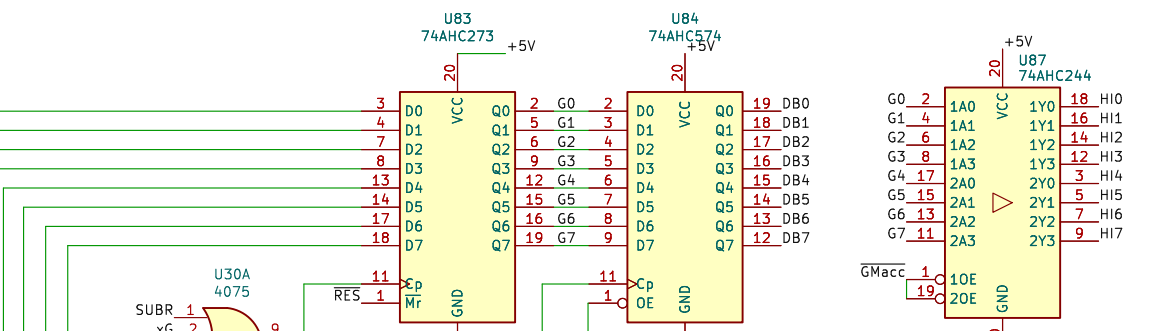 U83
74AHC273
+5V
20
VCC
3 D0 Q0 2 G0
4 D1 Q1 5 G1
7 D2 Q2 6 G2
8 D3 Q3 9 G3
13 D4 Q4 12 G4
14 D5 Q5 15 G5
17 D6 Q6 16 G6
18 D7 Q7 19 G7
11 Cp
RES 1 Mr
GND
U84
74AHC574
+5V
20
VCC
2 D0 Q0 19 DB0
3 D1 Q1 18 DB1
4 D2 Q2 17 DB2
5 D3 Q3 16 DB3
6 D4 Q4 15 DB4
7 D5 Q5 14 DB5
8 D6 Q6 13 DB6
9 D7 Q7 12 DB7
11 Cp
1 OE
GND
+5V
U87
74AHC244
20
VCC
G0 2 1A0 1Y0 18 HI0
G1 4 1A1 1Y1 16 HI1
G2 6 1A2 1Y2 14 HI2
G3 8 1A3 1Y3 12 HI3
G4 17 2A0 2Y0 3 HI4
G5 15 2A1 2Y1 5 HI5
G6 13 2A2 2Y2 7 HI6
G7 11 2A3 2Y3 9 HI7
GMacc 1 1OE
19 2OE
GND
U30A
4075
SUBR 1
xG 2
9